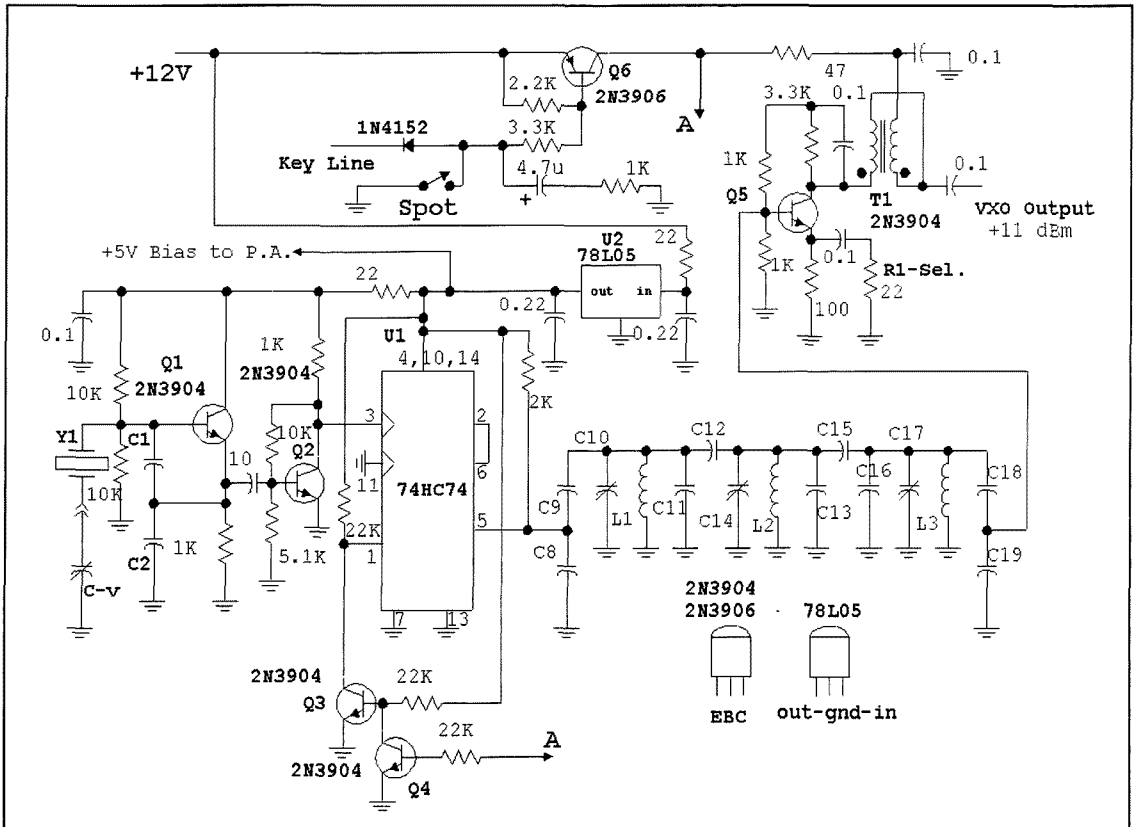 +12V
Q6
2N3906
2.2K
3.3K
1N4152
Key Line
Spot
4.7u
+
1K
A
47
0.1
3.3K
0.1
1K
Q5
T1
2N3904
0.1
VXO Output
+11 dBm
1K
0.1
R1-Sel.
22
100
+5V Bias to P.A.
U2
78L05
out in
22
0.22
0.22
22
0.1
U1
4,10,14
1K
2N3904
Q1
2N3904
10K
C1
Y1
10K
10
10K
Q2
C2
1K
5.1K
C-v
3
11
74HC74
2
6
5
1
7
13
22K
2K
C9
C8
C10
L1
C11
C12
C14
L2
C13
C15
C16
C17
L3
C18
C19
2N3904
Q3
22K
22K
A
2N3904
Q4
2N3904
2N3906
78L05
EBC
out-gnd-in